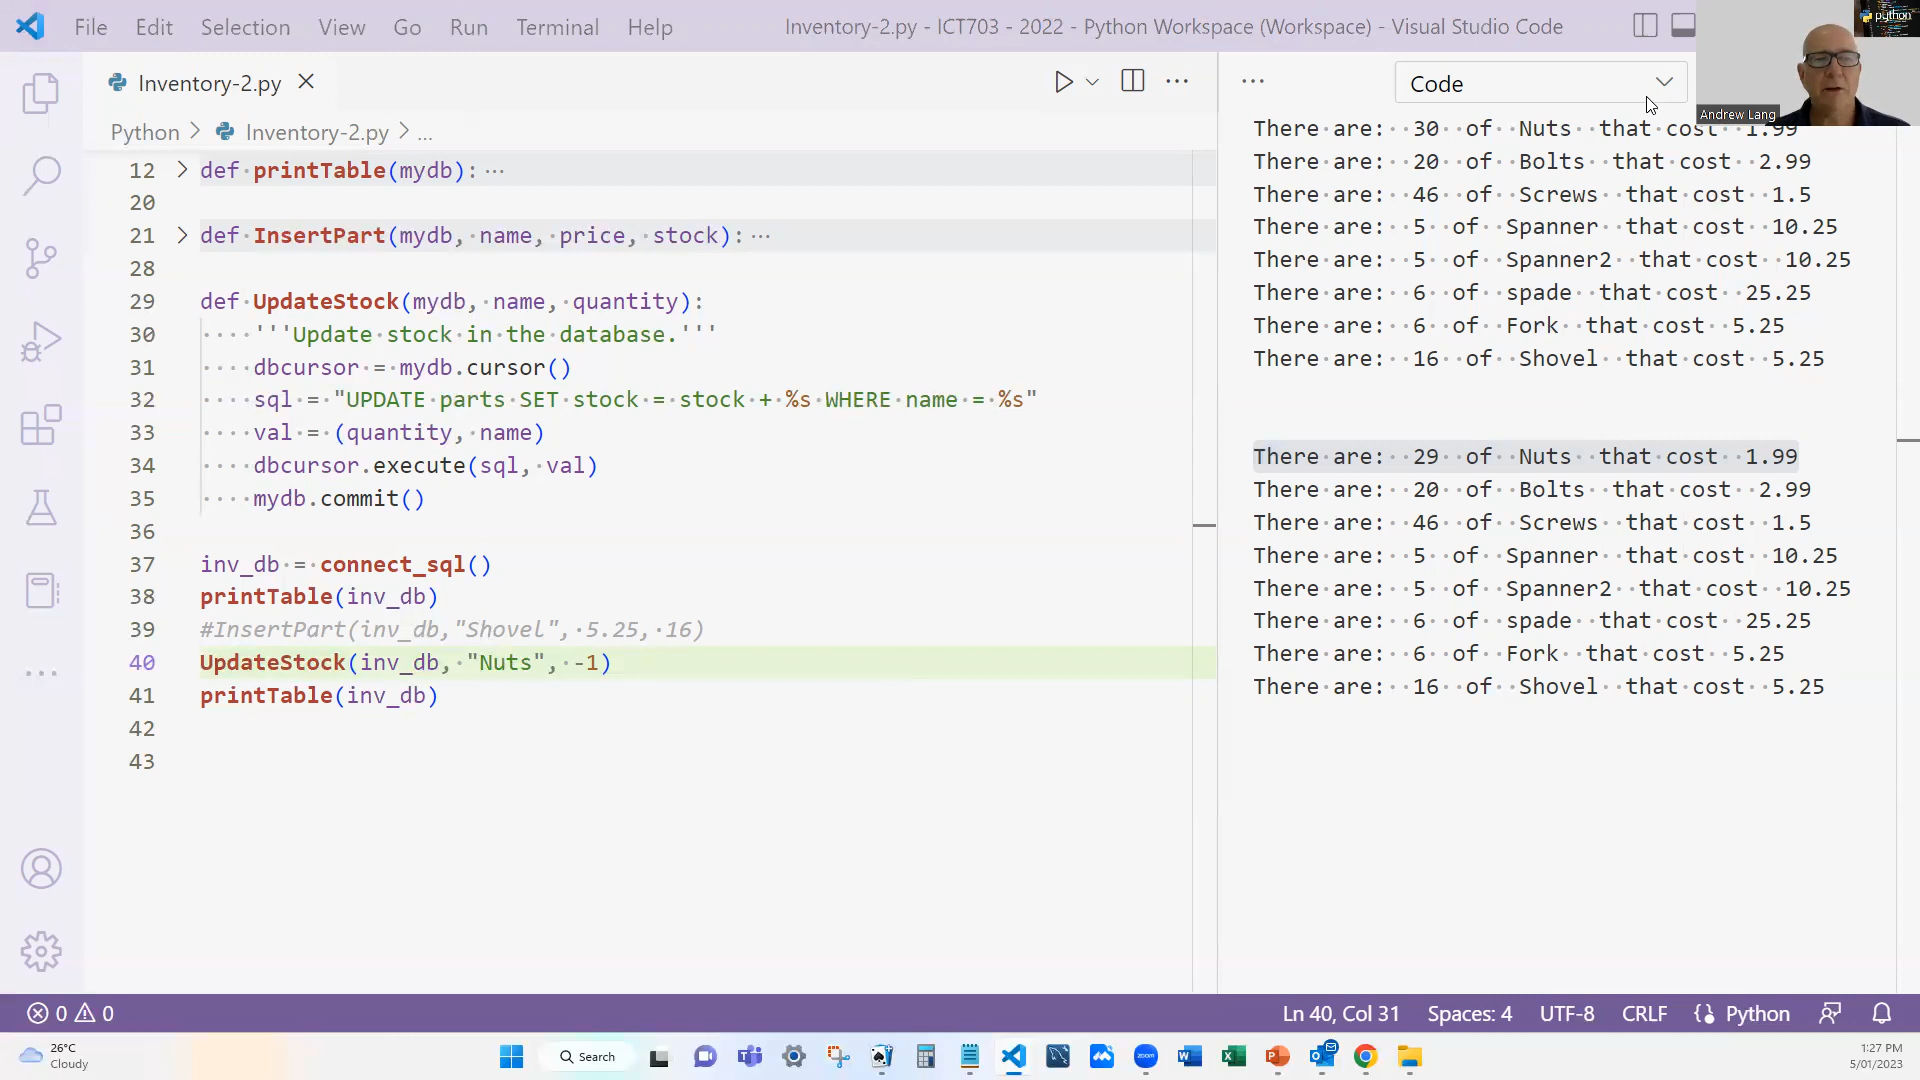 File Edit Selection View Go Run Terminal Help Inventory-2.py - ICT703 - 2022 - Python Workspace (Workspace) - Visual Studio Code
python
Inventory-2.py
Code
Andrew Lang
Python > Inventory-2.py > ...
12 def printTable(mydb): ...
20
21 def InsertPart(mydb, name, price, stock): ...
28
29 def UpdateStock(mydb, name, quantity):
30 '''Update stock in the database.'''
31 dbcursor = mydb.cursor()
32 sql = "UPDATE parts SET stock = stock + %s WHERE name = %s"
33 val = (quantity, name)
34 dbcursor.execute(sql, val)
35 mydb.commit()
36
37 inv_db = connect_sql()
38 printTable(inv_db)
39 #InsertPart(inv_db,"Shovel", 5.25, 16)
40 UpdateStock(inv_db, "Nuts", -1)
41 printTable(inv_db)
42
43
There are: 30 of Nuts that cost 1.99
There are: 20 of Bolts that cost 2.99
There are: 46 of Screws that cost 1.5
There are: 5 of Spanner that cost 10.25
There are: 5 of Spanner2 that cost 10.25
There are: 6 of spade that cost 25.25
There are: 6 of Fork that cost 5.25
There are: 16 of Shovel that cost 5.25
There are: 29 of Nuts that cost 1.99
There are: 20 of Bolts that cost 2.99
There are: 46 of Screws that cost 1.5
There are: 5 of Spanner that cost 10.25
There are: 5 of Spanner2 that cost 10.25
There are: 6 of spade that cost 25.25
There are: 6 of Fork that cost 5.25
There are: 16 of Shovel that cost 5.25
0 0 Ln 40, Col 31 Spaces: 4 UTF-8 CRLF Python
26°C
Cloudy
Search
zoom
1:27 PM
5/01/2023